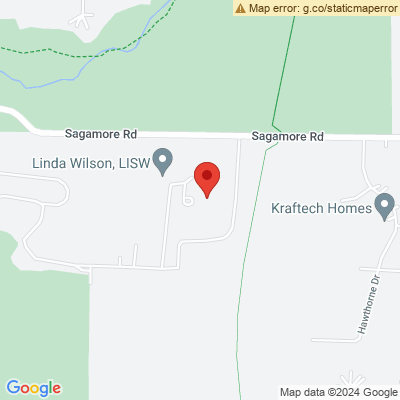 Map error: g.co/staticmaperror
Sagamore Rd
Sagamore Rd
Linda Wilson, LISW
Kraftech Homes
Hawthorne Dr
Google
Map data ©2024 Google